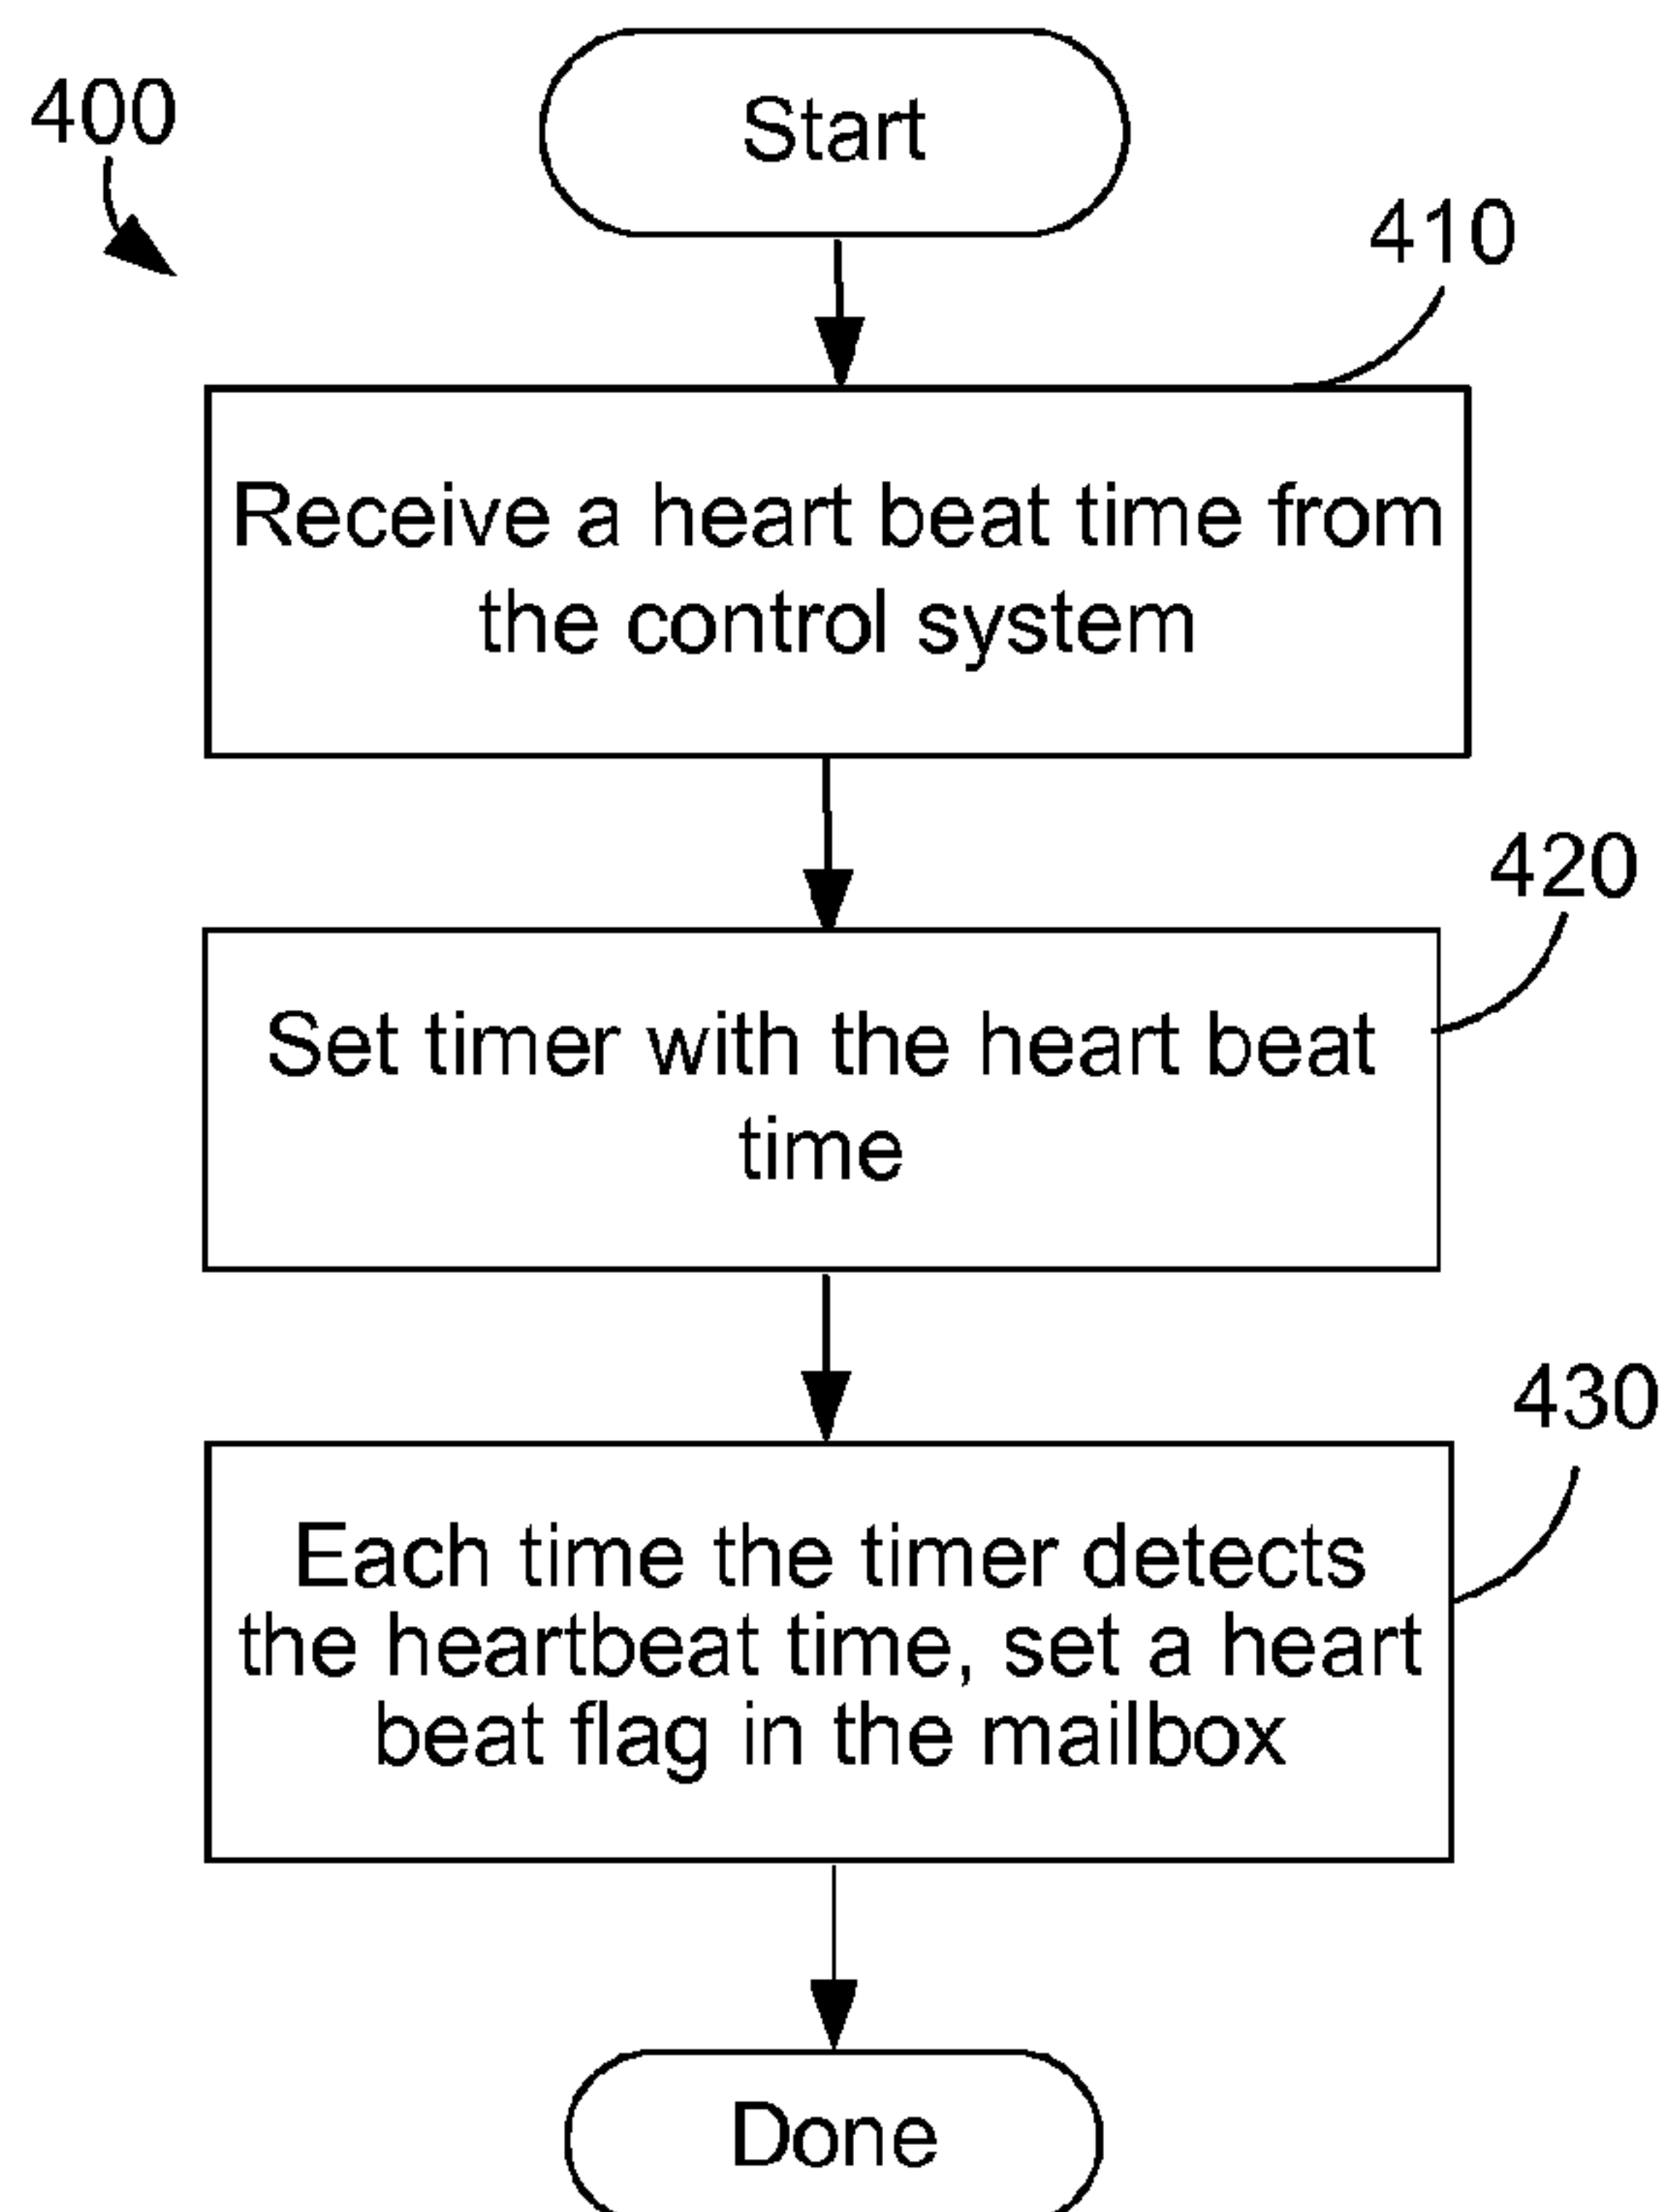 400
Start
410
Receive a heart beat time from
the control system
420
Set timer with the heart beat
time
430
Each time the timer detects
the heartbeat time, set a heart
beat flag in the mailbox
Done